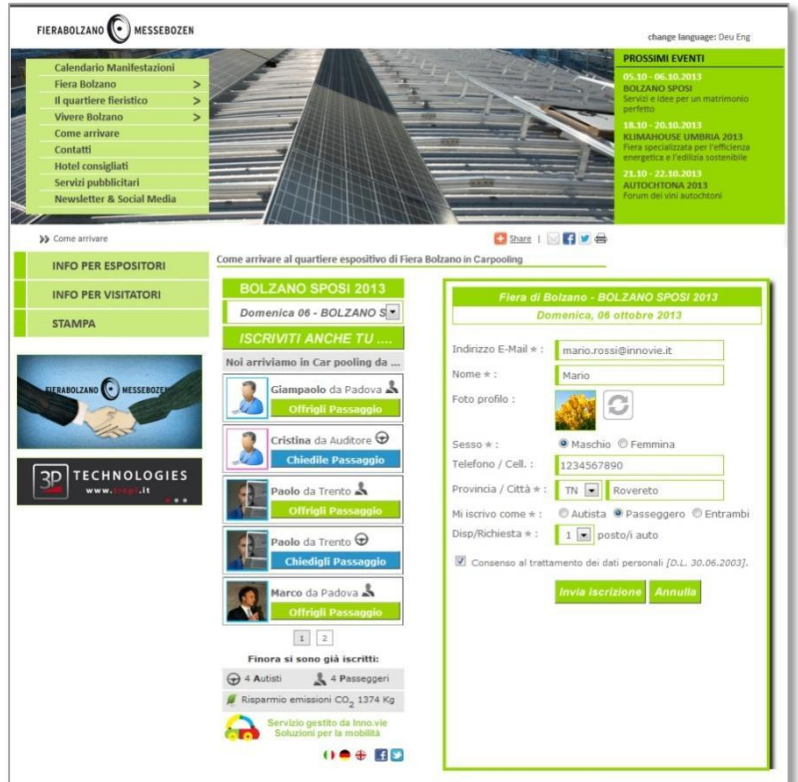 FIERABOLZANO MESSEBOZEN
change language: Deu Eng
Calendario Manifestazioni
Fiera Bolzano >
Il quartiere fieristico >
Vivere Bolzano >
Come arrivare
Contatti
Hotel consigliati
Servizi pubblicitari
Newsletter & Social Media
PROSSIMI EVENTI
05.10 - 06.10.2013
BOLZANO SPOSI
Servizi e idee per un matrimonio
perfetto
18.10 - 20.10.2013
KLIMAHOUSE UMBRIA 2013
Fiera specializzata per l'efficienza
energetica e l'edilizia sostenibile
21.10 - 22.10.2013
AUTOCHTONA 2013
Forum dei vini autochtoni
Come arrivare
Share
INFO PER ESPOSITORI
INFO PER VISITATORI
STAMPA
FIERABOLZANO MESSEBOZEN
3P TECHNOLOGIES
Come arrivare al quartiere espositivo di Fiera Bolzano in Carpooling
BOLZANO SPOSI 2013
Domenica 06 - BOLZANO S
ISCRIVITI ANCHE TU ....
Noi arriviamo in Car pooling da ...
Giampaolo da Padova
Offrigli Passaggio
Cristina da Auditore
Chiedile Passaggio
Paolo da Trento
Offrigli Passaggio
Paolo da Trento
Chiedigli Passaggio
Marco da Padova
Offrigli Passaggio
1 2
Finora si sono già iscritti:
4 Autisti 4 Passeggeri
Risparmio emissioni CO2 1374 Kg
Servizio gestito da Inno.vie
Soluzioni per la mobilità
Fiera di Bolzano - BOLZANO SPOSI 2013
Domenica, 06 ottobre 2013
Indirizzo E-Mail * : mario.rossi@innovie.it
Nome * : Mario
Foto profilo :
Sesso * : Maschio Femmina
Telefono / Cell. : 1234567890
Provincia / Città * : TN Rovereto
Mi iscrivo come * : Autista Passeggero Entrambi
Disp/Richiesta * : 1 posto/i auto
Consenso al trattamento dei dati personali [D.L. 30.06.2003].
Invia iscrizione Annulla